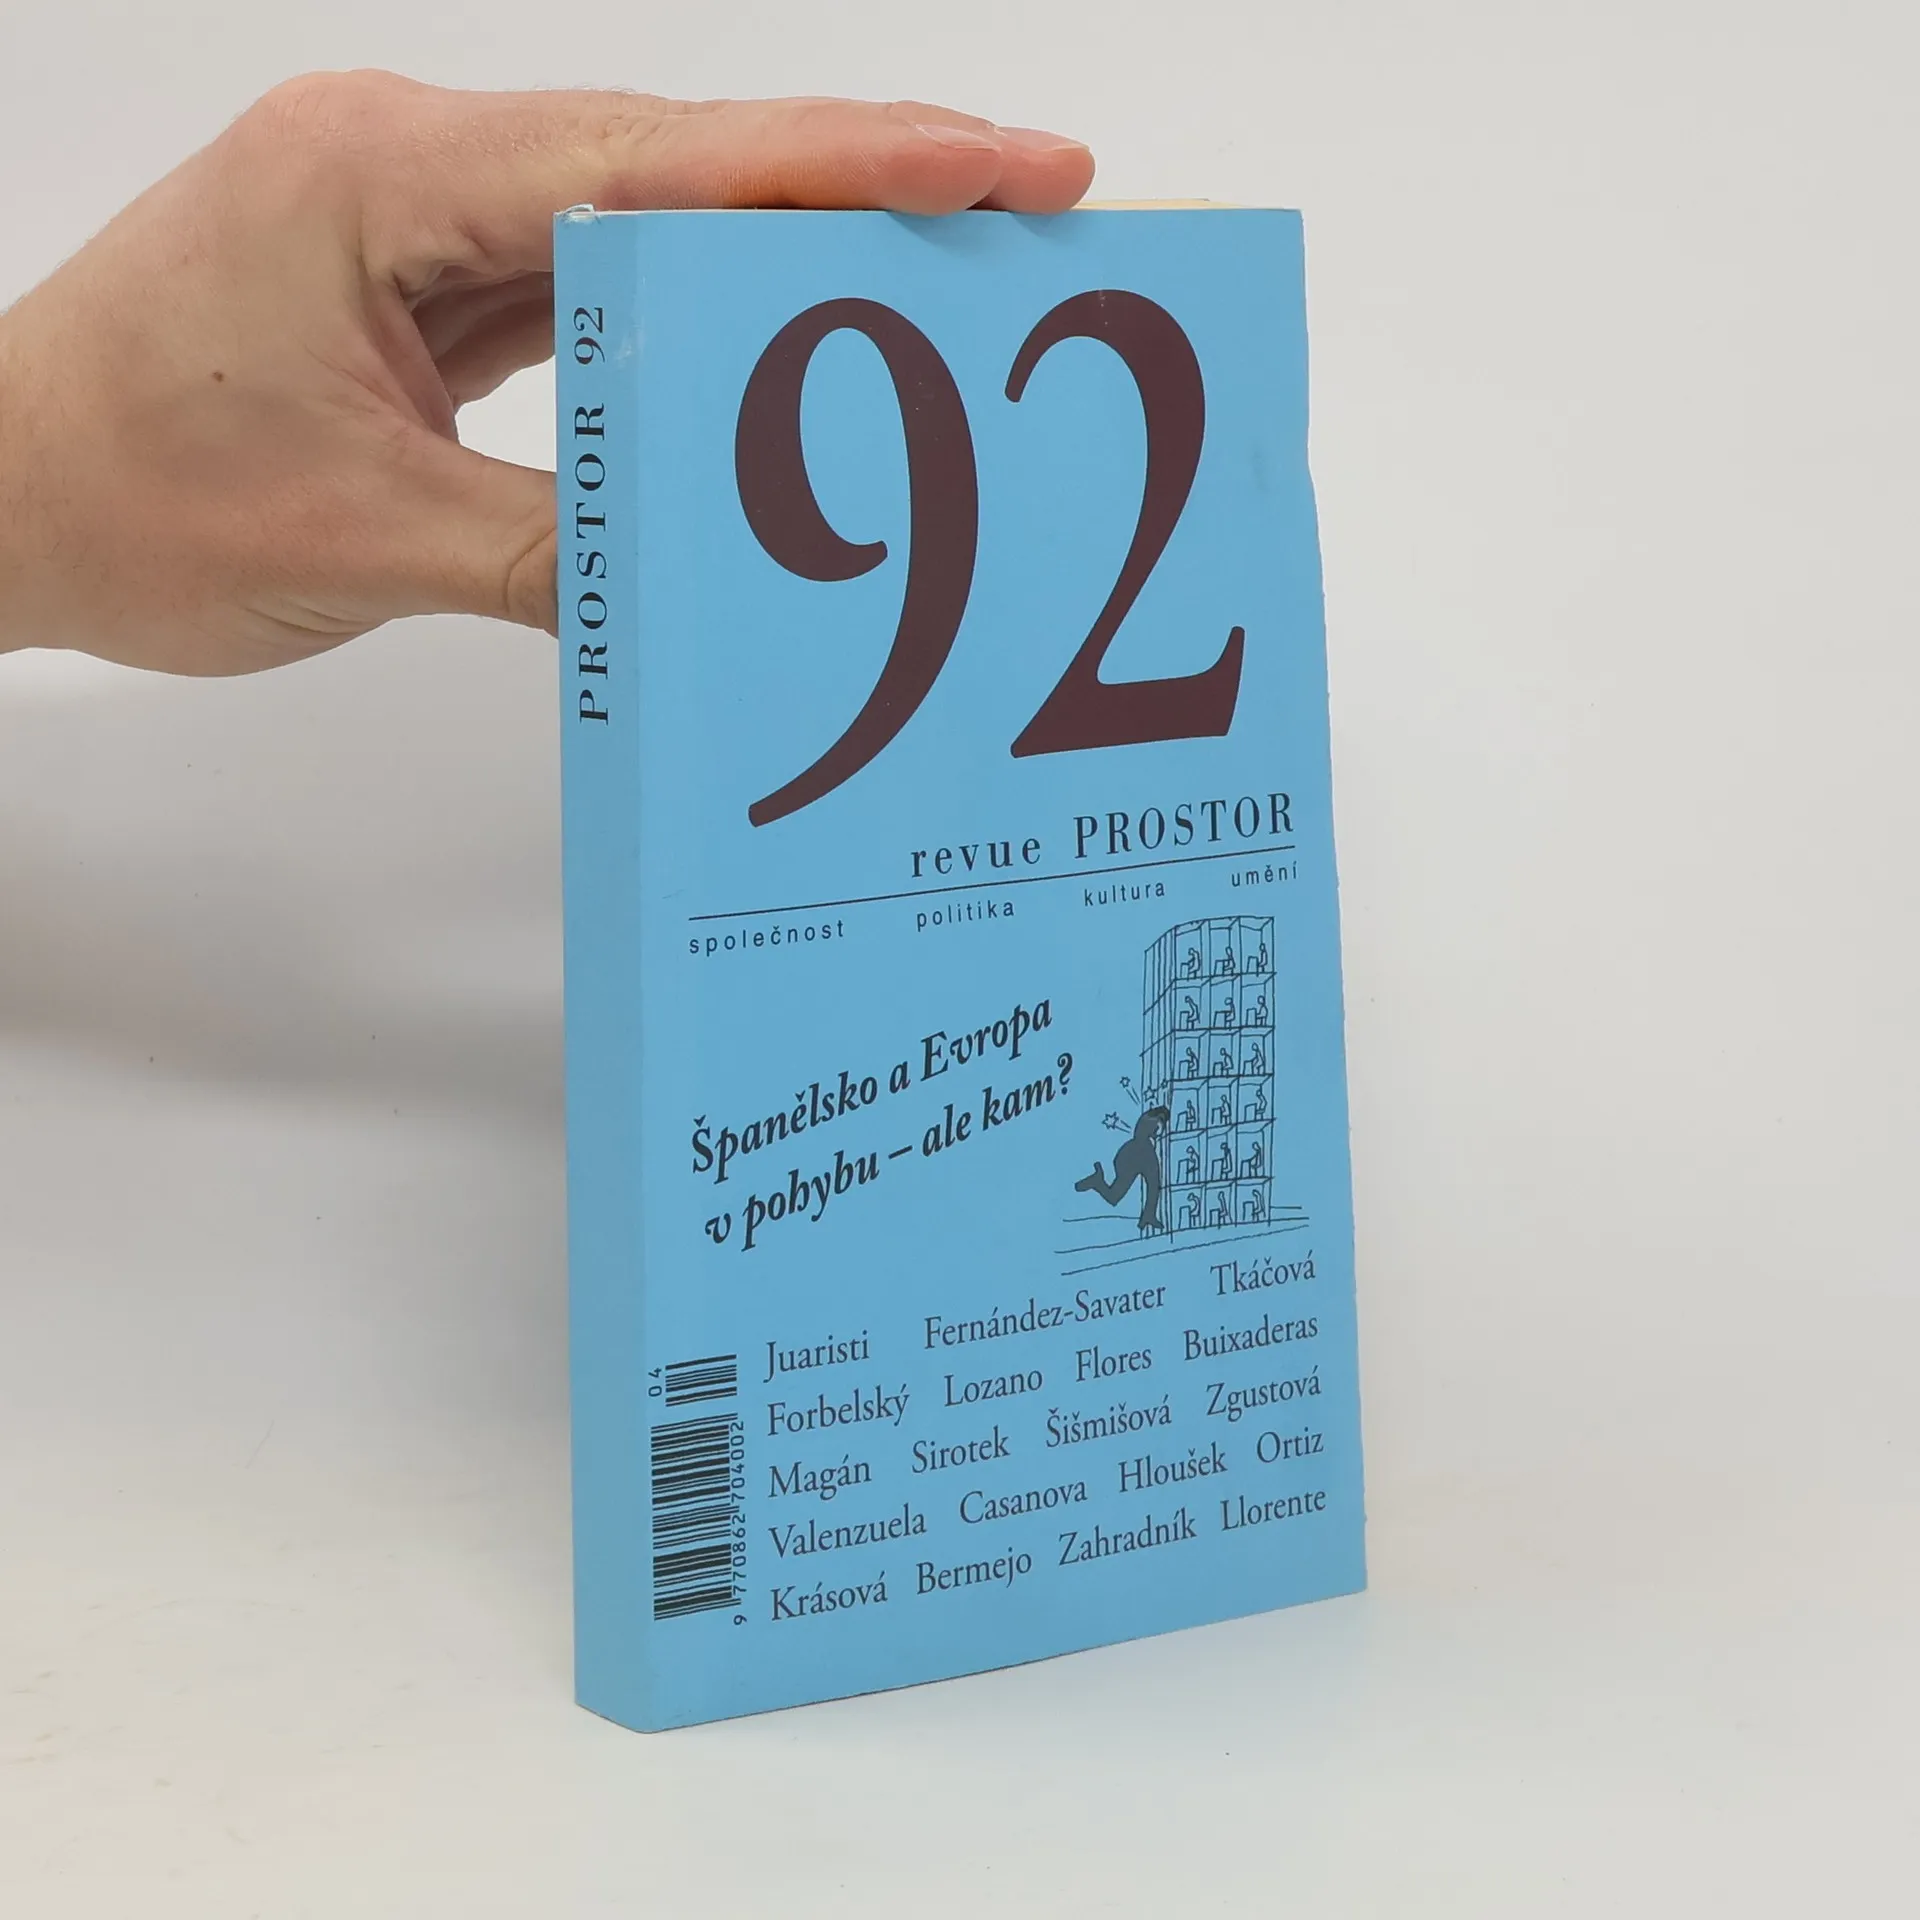 PROSTOR 92
92
revue PROSTOR
společnost politika kultura umění
Španělsko a Evropa
v pohybu – ale kam?
Juaristi Fernández-Savater Tkáčová
Forbelský Lozano Flores Buixaderas
Magán Sirotek Šišmišová Zgustová
Valenzuela Casanova Hloušek Ortiz
Krásová Bermejo Zahradník Llorente
04
9 770862 704002